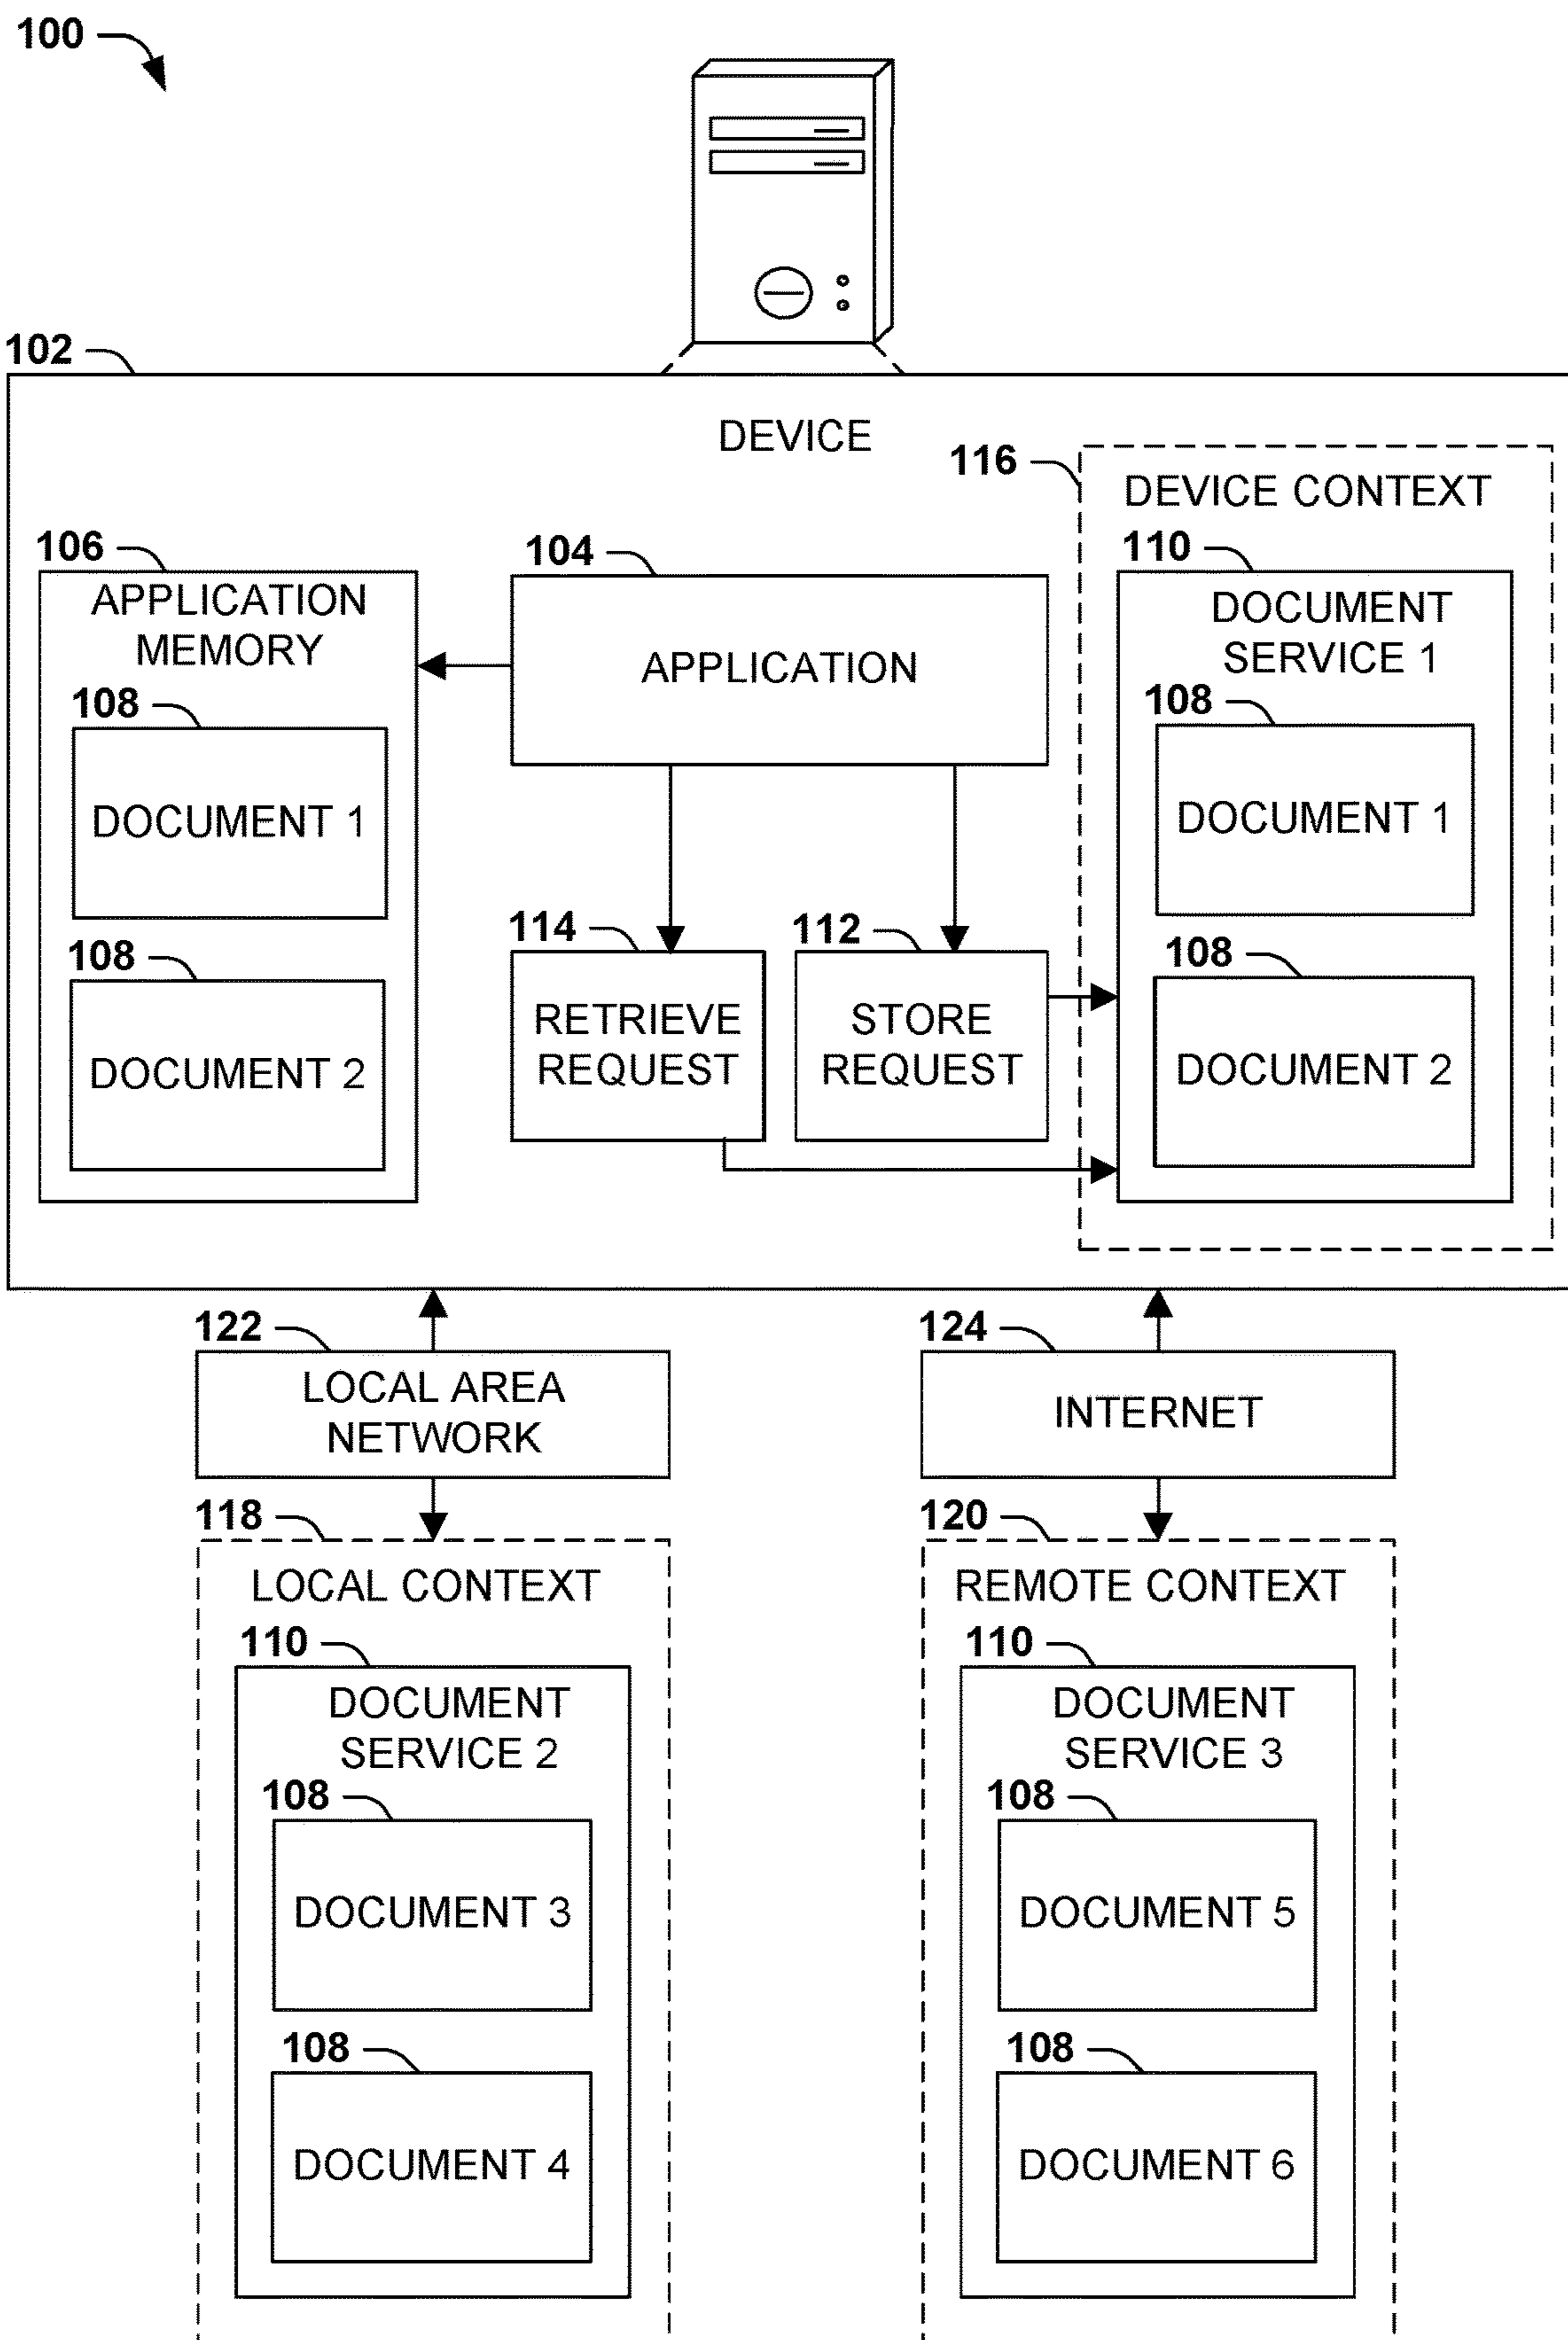 100
102
DEVICE
116
DEVICE CONTEXT
106
APPLICATION
MEMORY
108
DOCUMENT 1
108
DOCUMENT 2
104
APPLICATION
114
RETRIEVE
REQUEST
112
STORE
REQUEST
110
DOCUMENT
SERVICE 1
108
DOCUMENT 1
108
DOCUMENT 2
122
LOCAL AREA
NETWORK
124
INTERNET
118
LOCAL CONTEXT
110
DOCUMENT
SERVICE 2
108
DOCUMENT 3
108
DOCUMENT 4
120
REMOTE CONTEXT
110
DOCUMENT
SERVICE 3
108
DOCUMENT 5
108
DOCUMENT 6